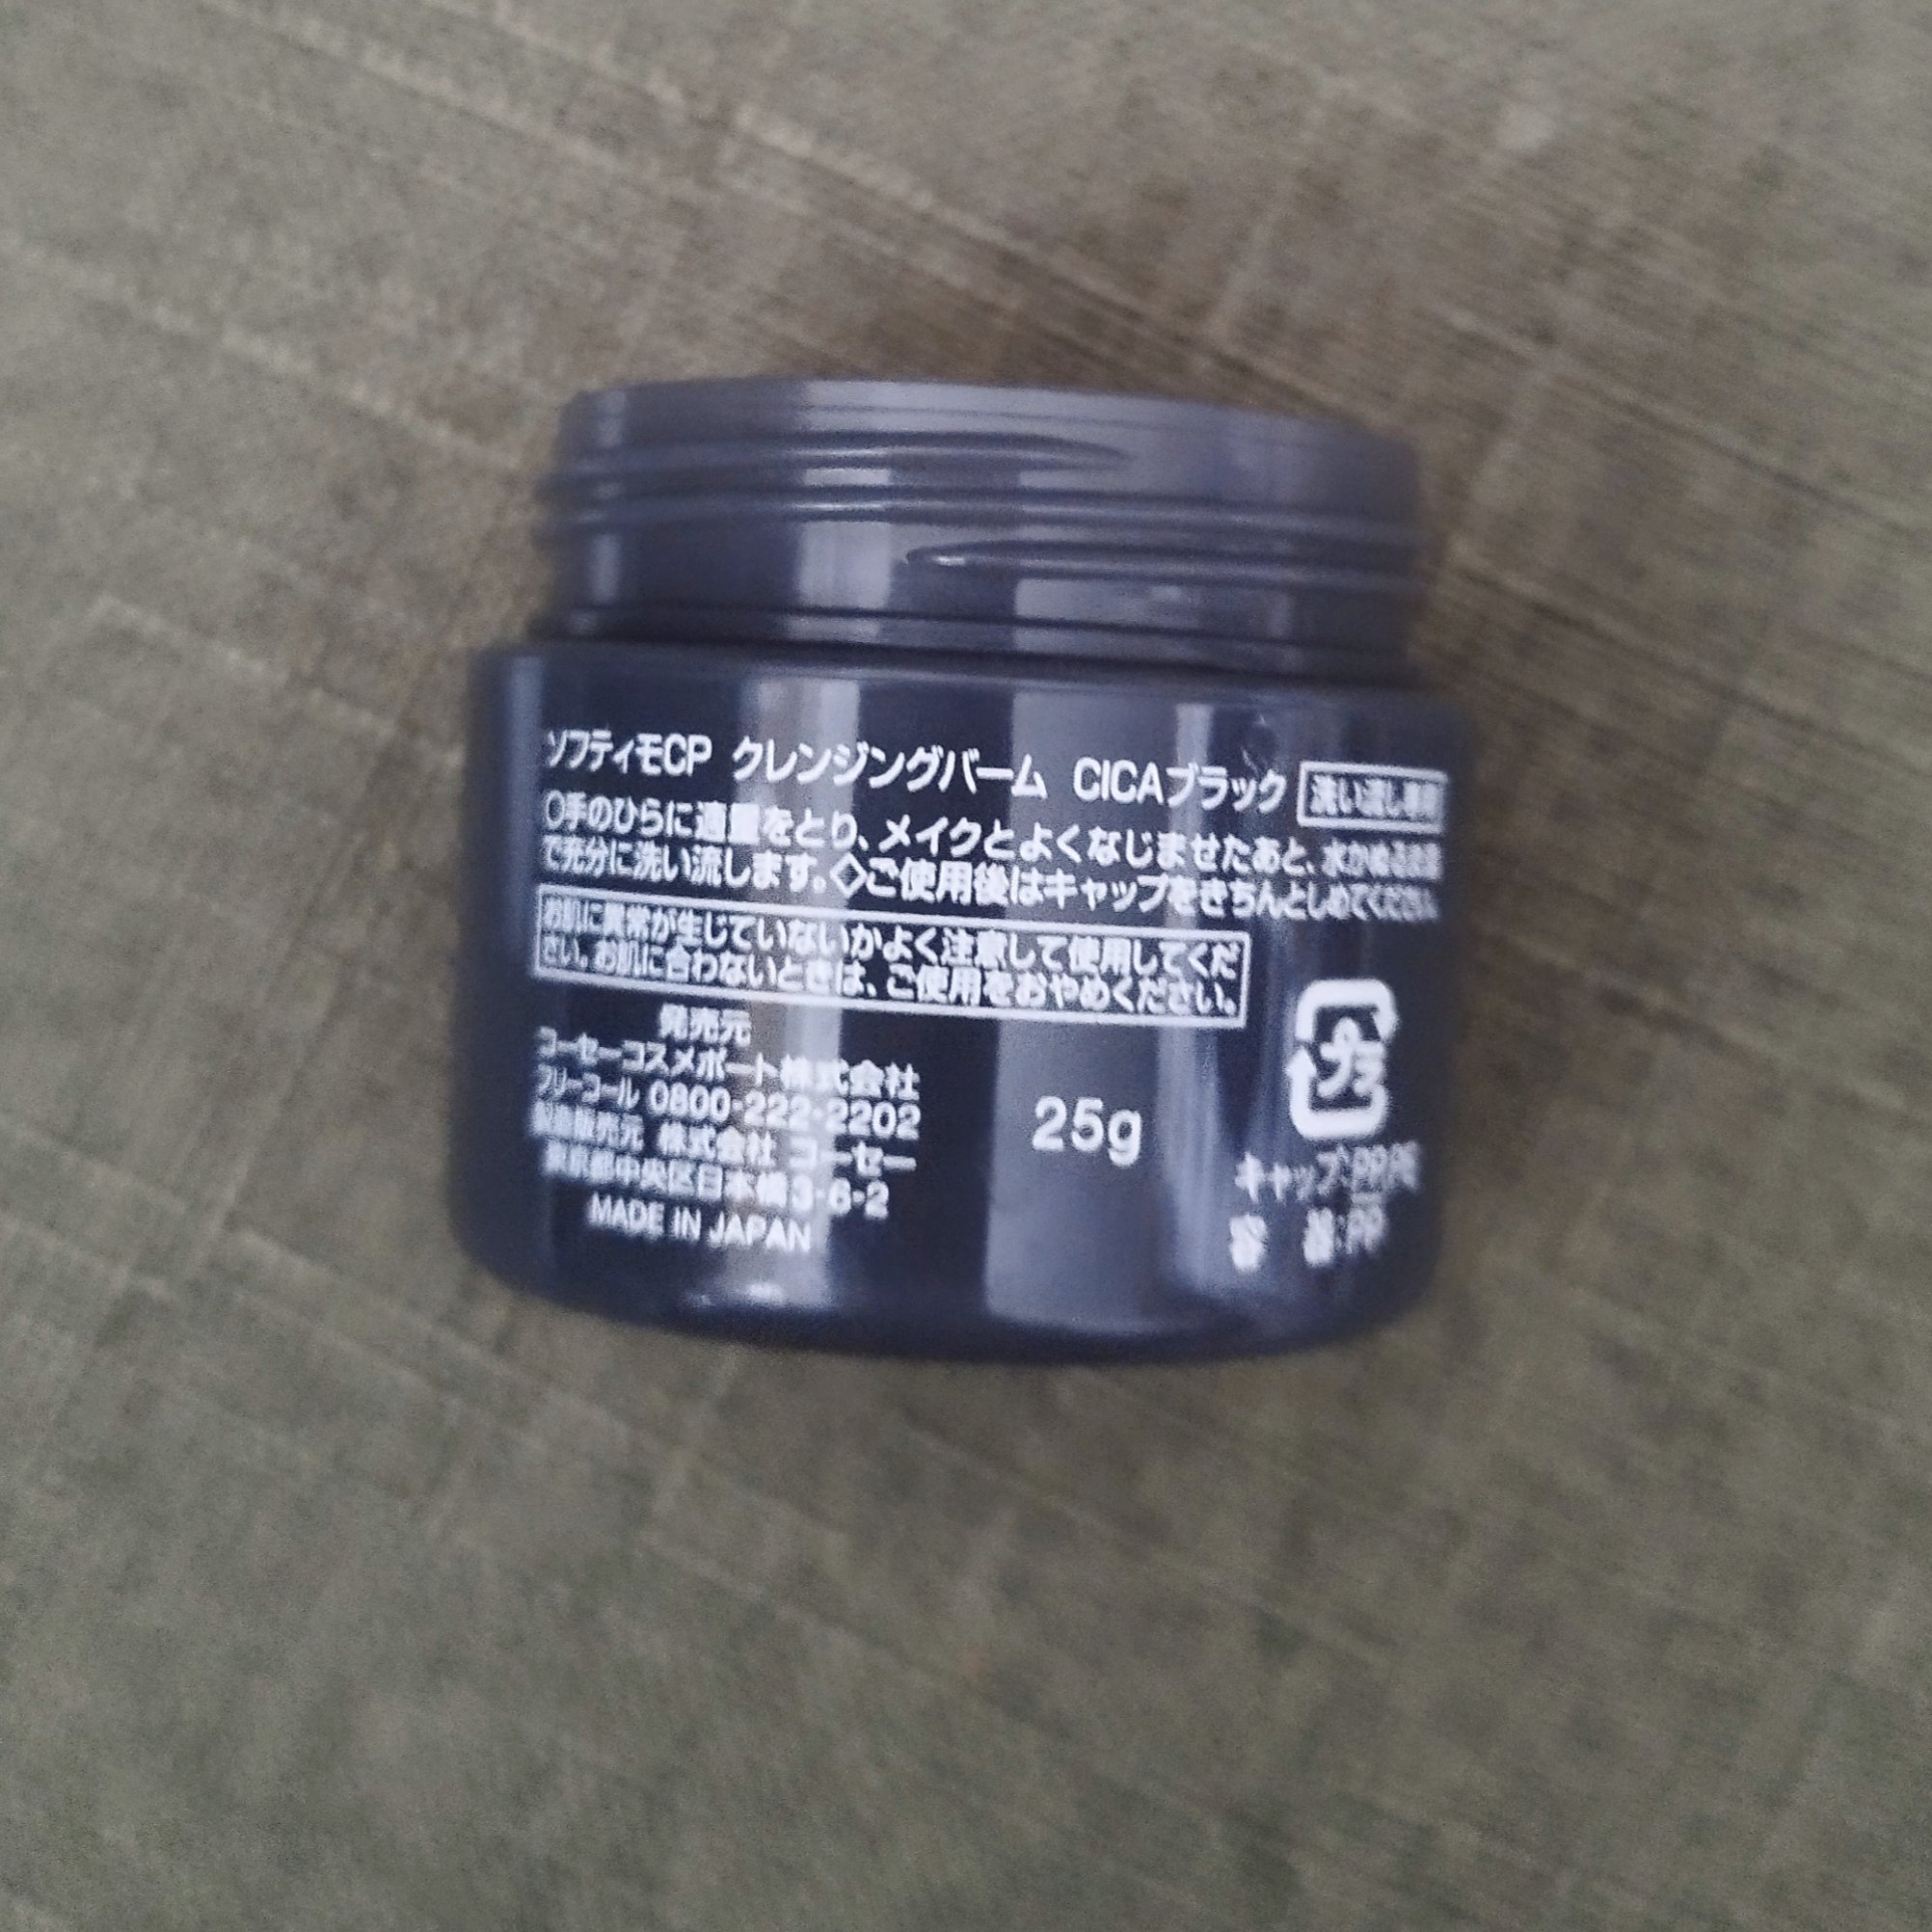 ソフティモCP クレンジングバーム CICAブラック 洗い流し専用
○手のひらに適量をとり、メイクとよくなじませたあと、水かぬるま湯
で充分に洗い流します。◇ご使用後はキャップをきちんとしめてください。
お肌に異常が生じていないかよく注意して使用してくだ
さい。お肌に合わないときは、ご使用をおやめください。
発売元
コーセーコスメポート株式会社
フリーコール 0800-222-2202
製造販売元 株式会社 コーセー
東京都中央区日本橋3-6-2
MADE IN JAPAN
25g
プラ
キャップ:PP,PE
容 器:PP